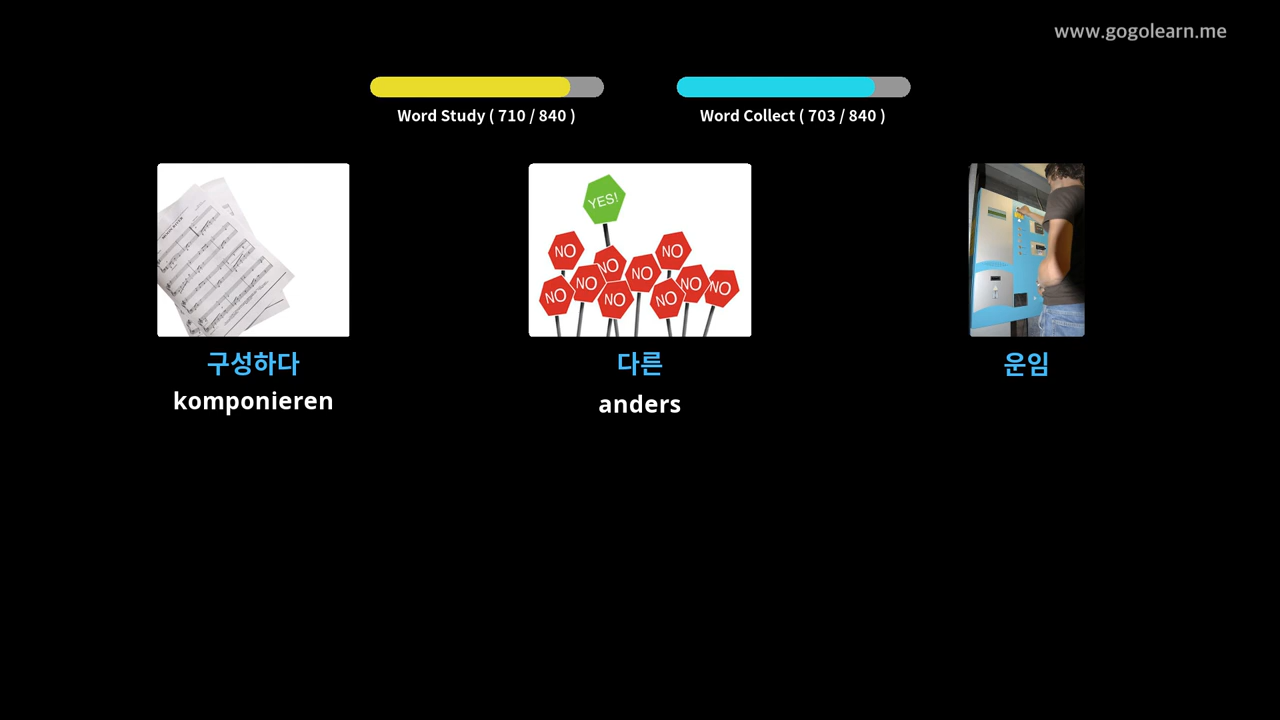 www.gogolearn.me
Word Study ( 710 / 840 )
Word Collect ( 703 / 840 )
YES!
NO
NO
NO
NO
NO
NO
NO
NO
NO
NO
구성하다
다른
운임
komponieren
anders